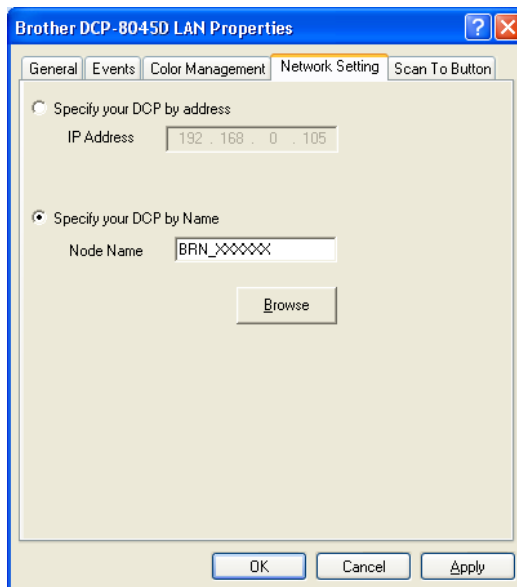 Brother DCP-8045D LAN Properties
General Events Color Management Network Setting Scan To Button
Specify your DCP by address
IP Address 192 . 168 . 0 . 105
Specify your DCP by Name
Node Name BRN_XXXXXX
Browse
OK Cancel Apply